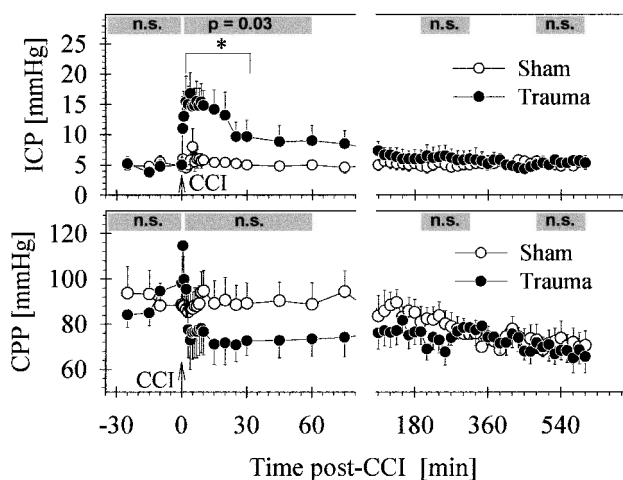 n.s.
p = 0.03
n.s.
n.s.
*
Sham
Trauma
ICP [mmHg]
30
25
20
15
10
5
0
CCI
n.s.
n.s.
n.s.
n.s.
Sham
Trauma
CPP [mmHg]
120
100
80
60
CCI
-30
0
30
60
180
360
540
Time post-CCI [min]